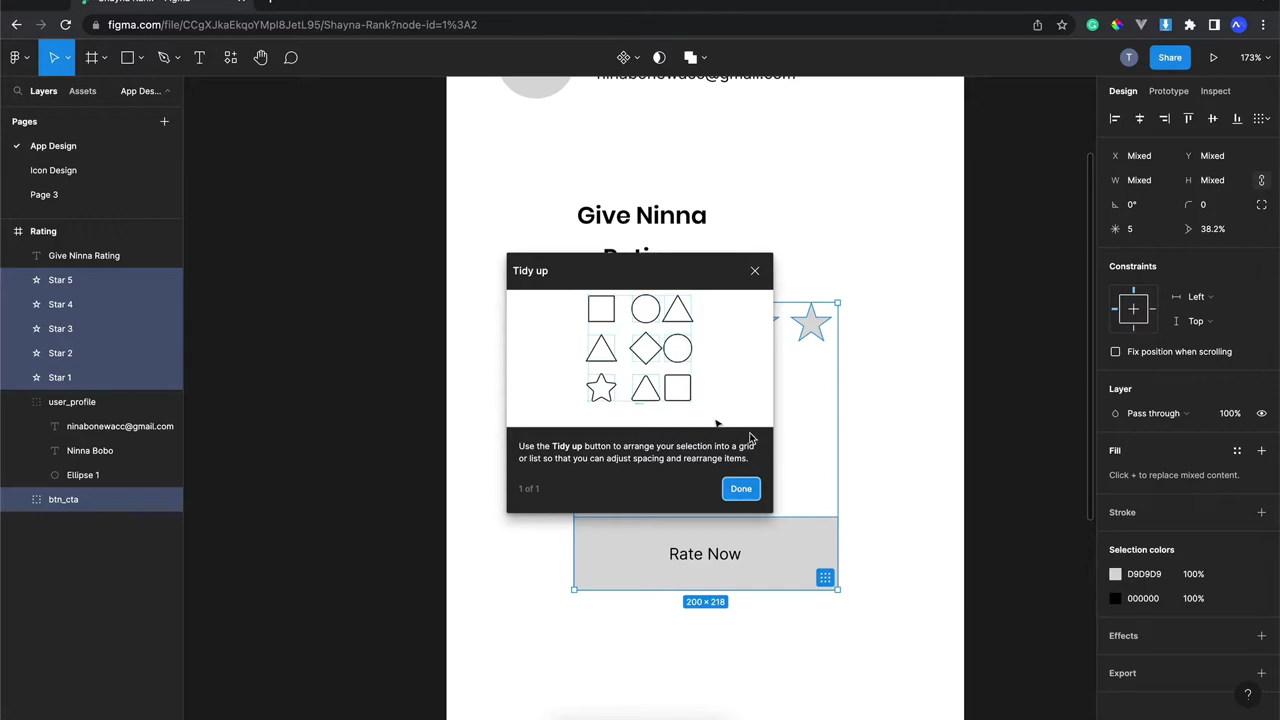 Shayna-Rank
figma.com/file/CCgXJkaEkqoYMpI8JetL95/Shayna-Rank?node-id=1%3A2
T
Share
173%
Layers
Assets
App Des...
Pages
App Design
Icon Design
Page 3
Rating
Give Ninna Rating
Star 5
Star 4
Star 3
Star 2
Star 1
user_profile
ninabonewacc@gmail.com
Ninna Bobo
Ellipse 1
btn_cta
ninabonewacc@gmail.com
Give Ninna
Tidy up
Use the Tidy up button to arrange your selection into a grid
or list so that you can adjust spacing and rearrange items.
1 of 1
Done
Rate Now
200 × 218
Design
Prototype
Inspect
X Mixed
Y Mixed
W Mixed
H Mixed
0°
0
5
38.2%
Constraints
Left
Top
Fix position when scrolling
Layer
Pass through
100%
Fill
Click + to replace mixed content.
Stroke
Selection colors
D9D9D9 100%
000000 100%
Effects
Export
?